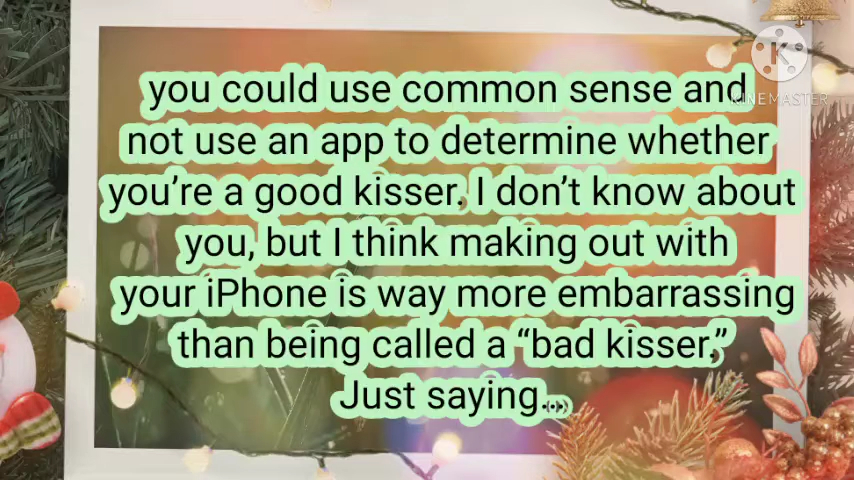 KINEMASTER
you could use common sense and
not use an app to determine whether
you’re a good kisser. I don’t know about
you, but I think making out with
your iPhone is way more embarrassing
than being called a “bad kisser.”
Just saying...